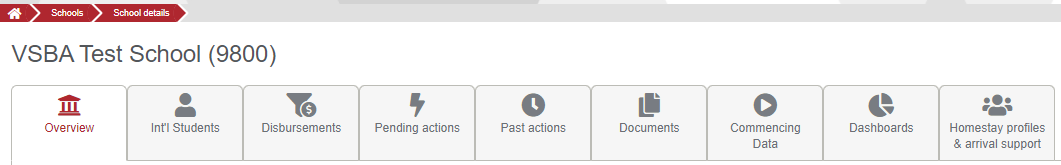 Schools School details
VSBA Test School (9800)
Overview Int'l Students Disbursements Pending actions Past actions Documents Commencing Data Dashboards Homestay profiles & arrival support